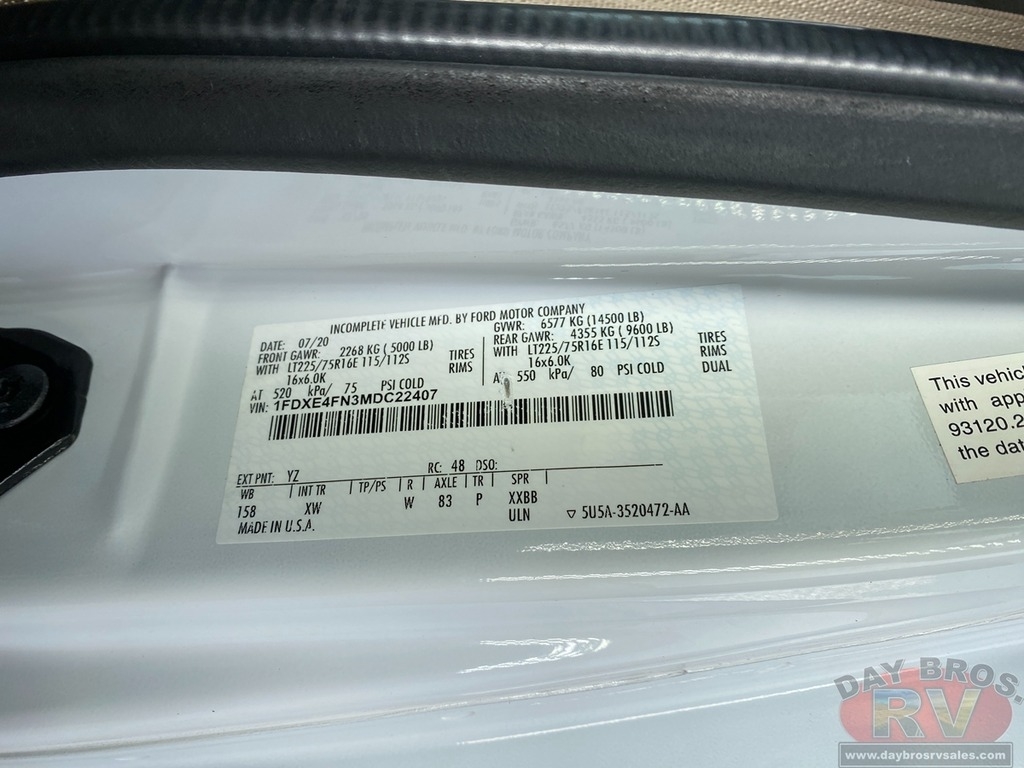 INCOMPLETE VEHICLE MFD. BY FORD MOTOR COMPANY
DATE: 07/20
GVWR: 6577 KG (14500 LB)
FRONT GAWR: 2268 KG ( 5000 LB)
REAR GAWR: 4355 KG ( 9600 LB)
WITH LT225/75R16E 115/112S TIRES
WITH LT225/75R16E 115/112S TIRES
16x6.0K RIMS
16x6.0K RIMS
AT 520 kPa/ 75 PSI COLD
AT 550 kPa/ 80 PSI COLD DUAL
VIN: 1FDXE4FN3MDC22407
EXT PNT: YZ RC: 48 DSO:
WB INT TR TP/PS R AXLE TR SPR
158 XW W 83 P XXBB
ULN 5U5A-3520472-AA
MADE IN U.S.A.
This vehicl
with app
93120.2
the dat
DAY BROS.
RV
www.daybrosrvsales.com